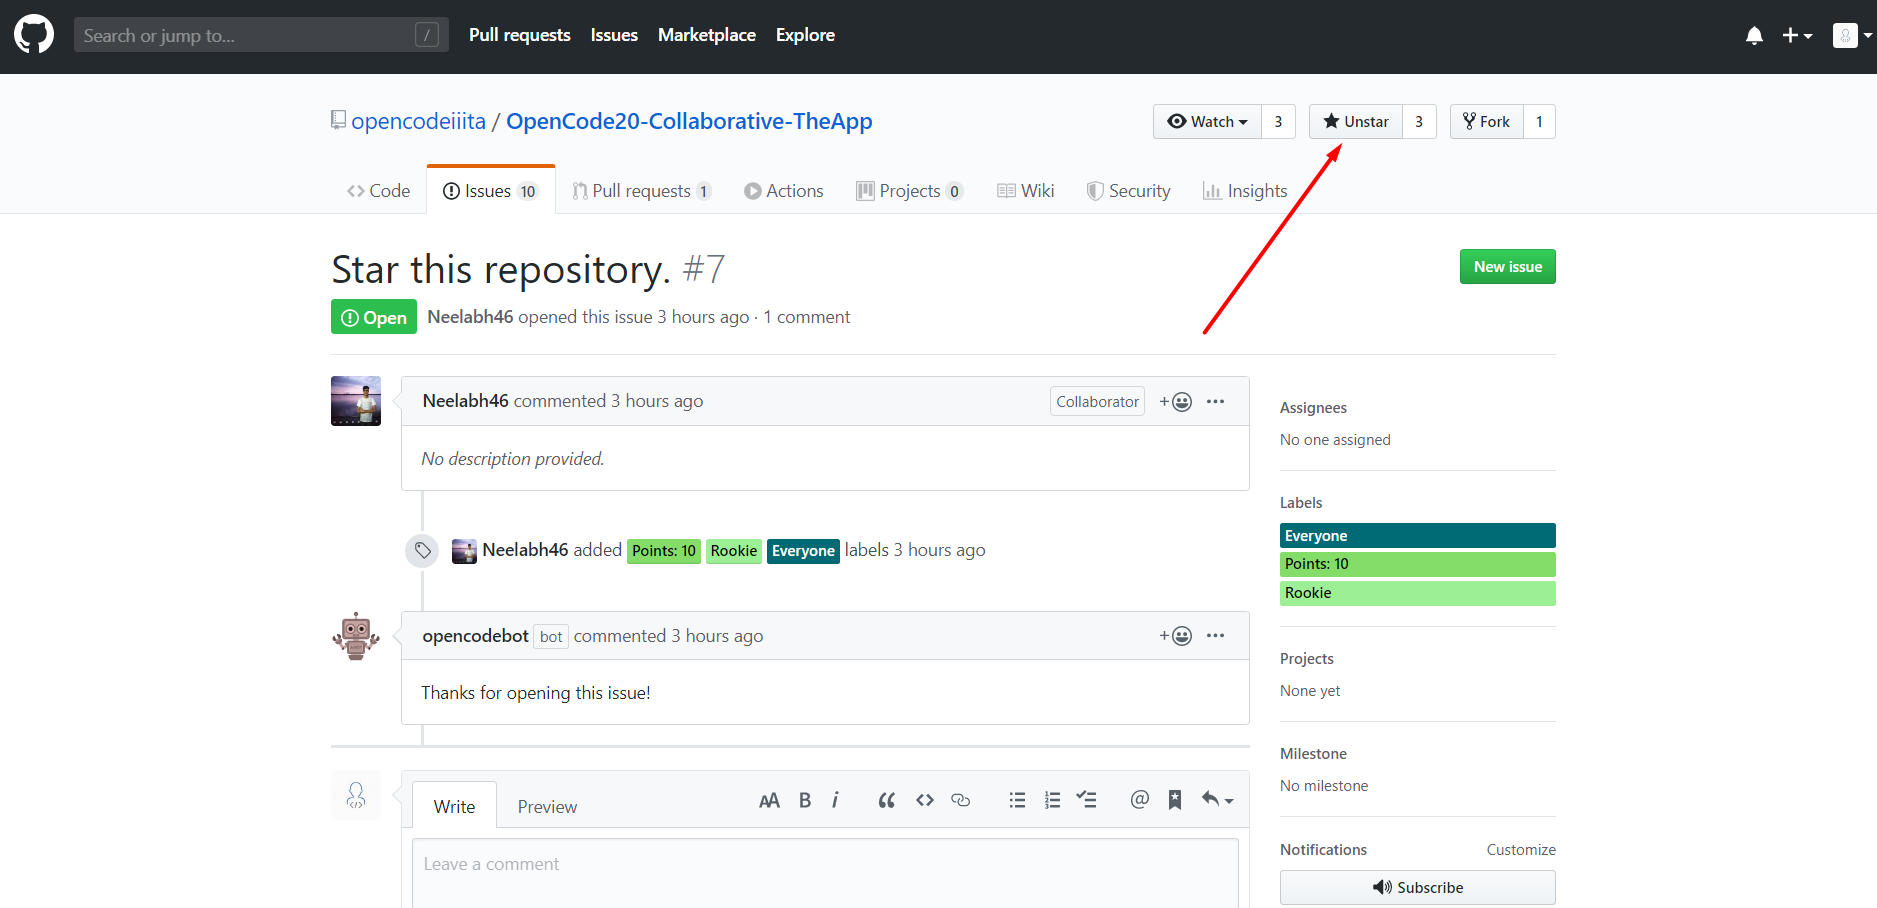 Search or jump to... /
Pull requests Issues Marketplace Explore
opencodeiiita / OpenCode20-Collaborative-TheApp
Watch 3 Unstar 3 Fork 1
Code Issues 10 Pull requests 1 Actions Projects 0 Wiki Security Insights
Star this repository. #7
New issue
Open Neelabh46 opened this issue 3 hours ago · 1 comment
Neelabh46 commented 3 hours ago Collaborator
No description provided.
Neelabh46 added Points: 10 Rookie Everyone labels 3 hours ago
opencodebot bot commented 3 hours ago
Thanks for opening this issue!
Write Preview
Leave a comment
Assignees
No one assigned
Labels
Everyone
Points: 10
Rookie
Projects
None yet
Milestone
No milestone
Notifications Customize
Subscribe